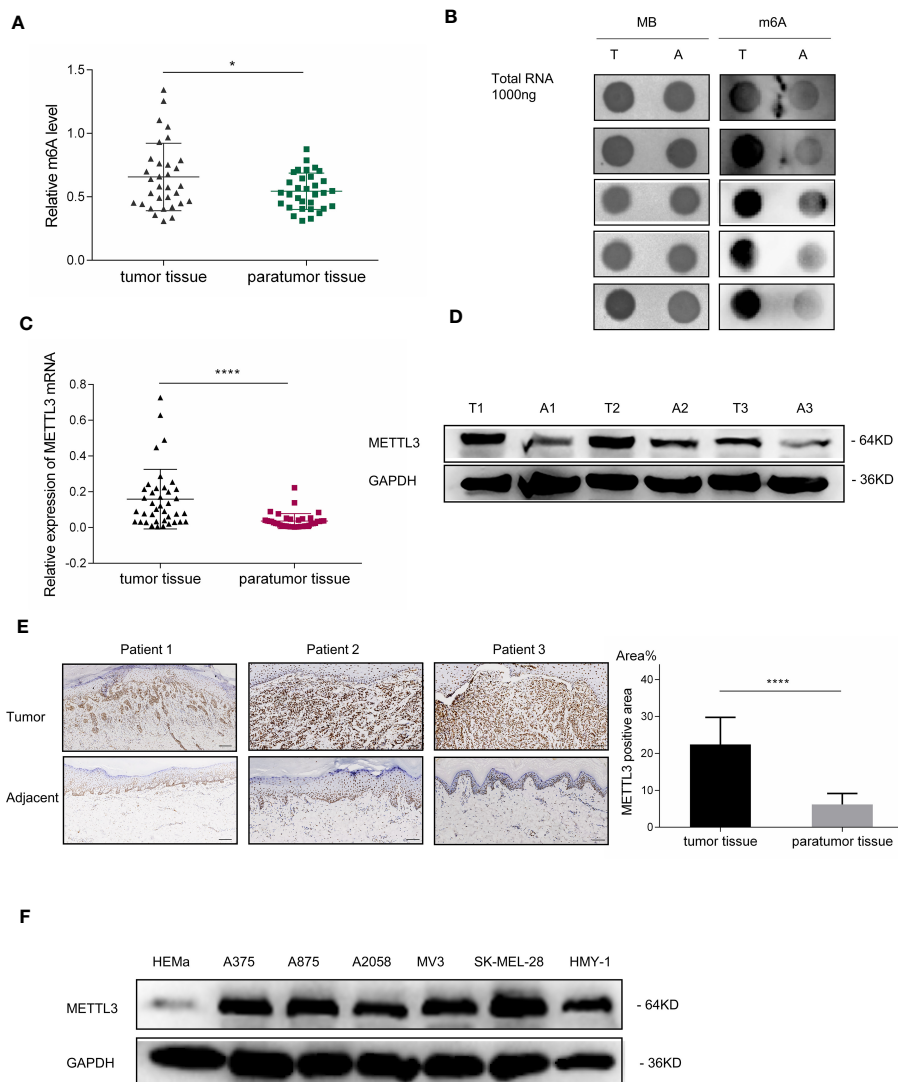 A
Relative m6A level
1.5
1.0
0.5
0.0
*
tumor tissue
paratumor tissue
B
MB
m6A
T A T A
Total RNA
1000ng
C
Relative expression of METTL3 mRNA
0.8
0.6
0.4
0.2
0.0
-0.2
****
tumor tissue
paratumor tissue
D
T1 A1 T2 A2 T3 A3
METTL3 - 64KD
GAPDH - 36KD
E
Patient 1 Patient 2 Patient 3
Tumor
Adjacent
Area%
METTL3 positive area
40
30
20
10
0
****
tumor tissue
paratumor tissue
F
HEMa A375 A875 A2058 MV3 SK-MEL-28 HMY-1
METTL3 - 64KD
GAPDH - 36KD